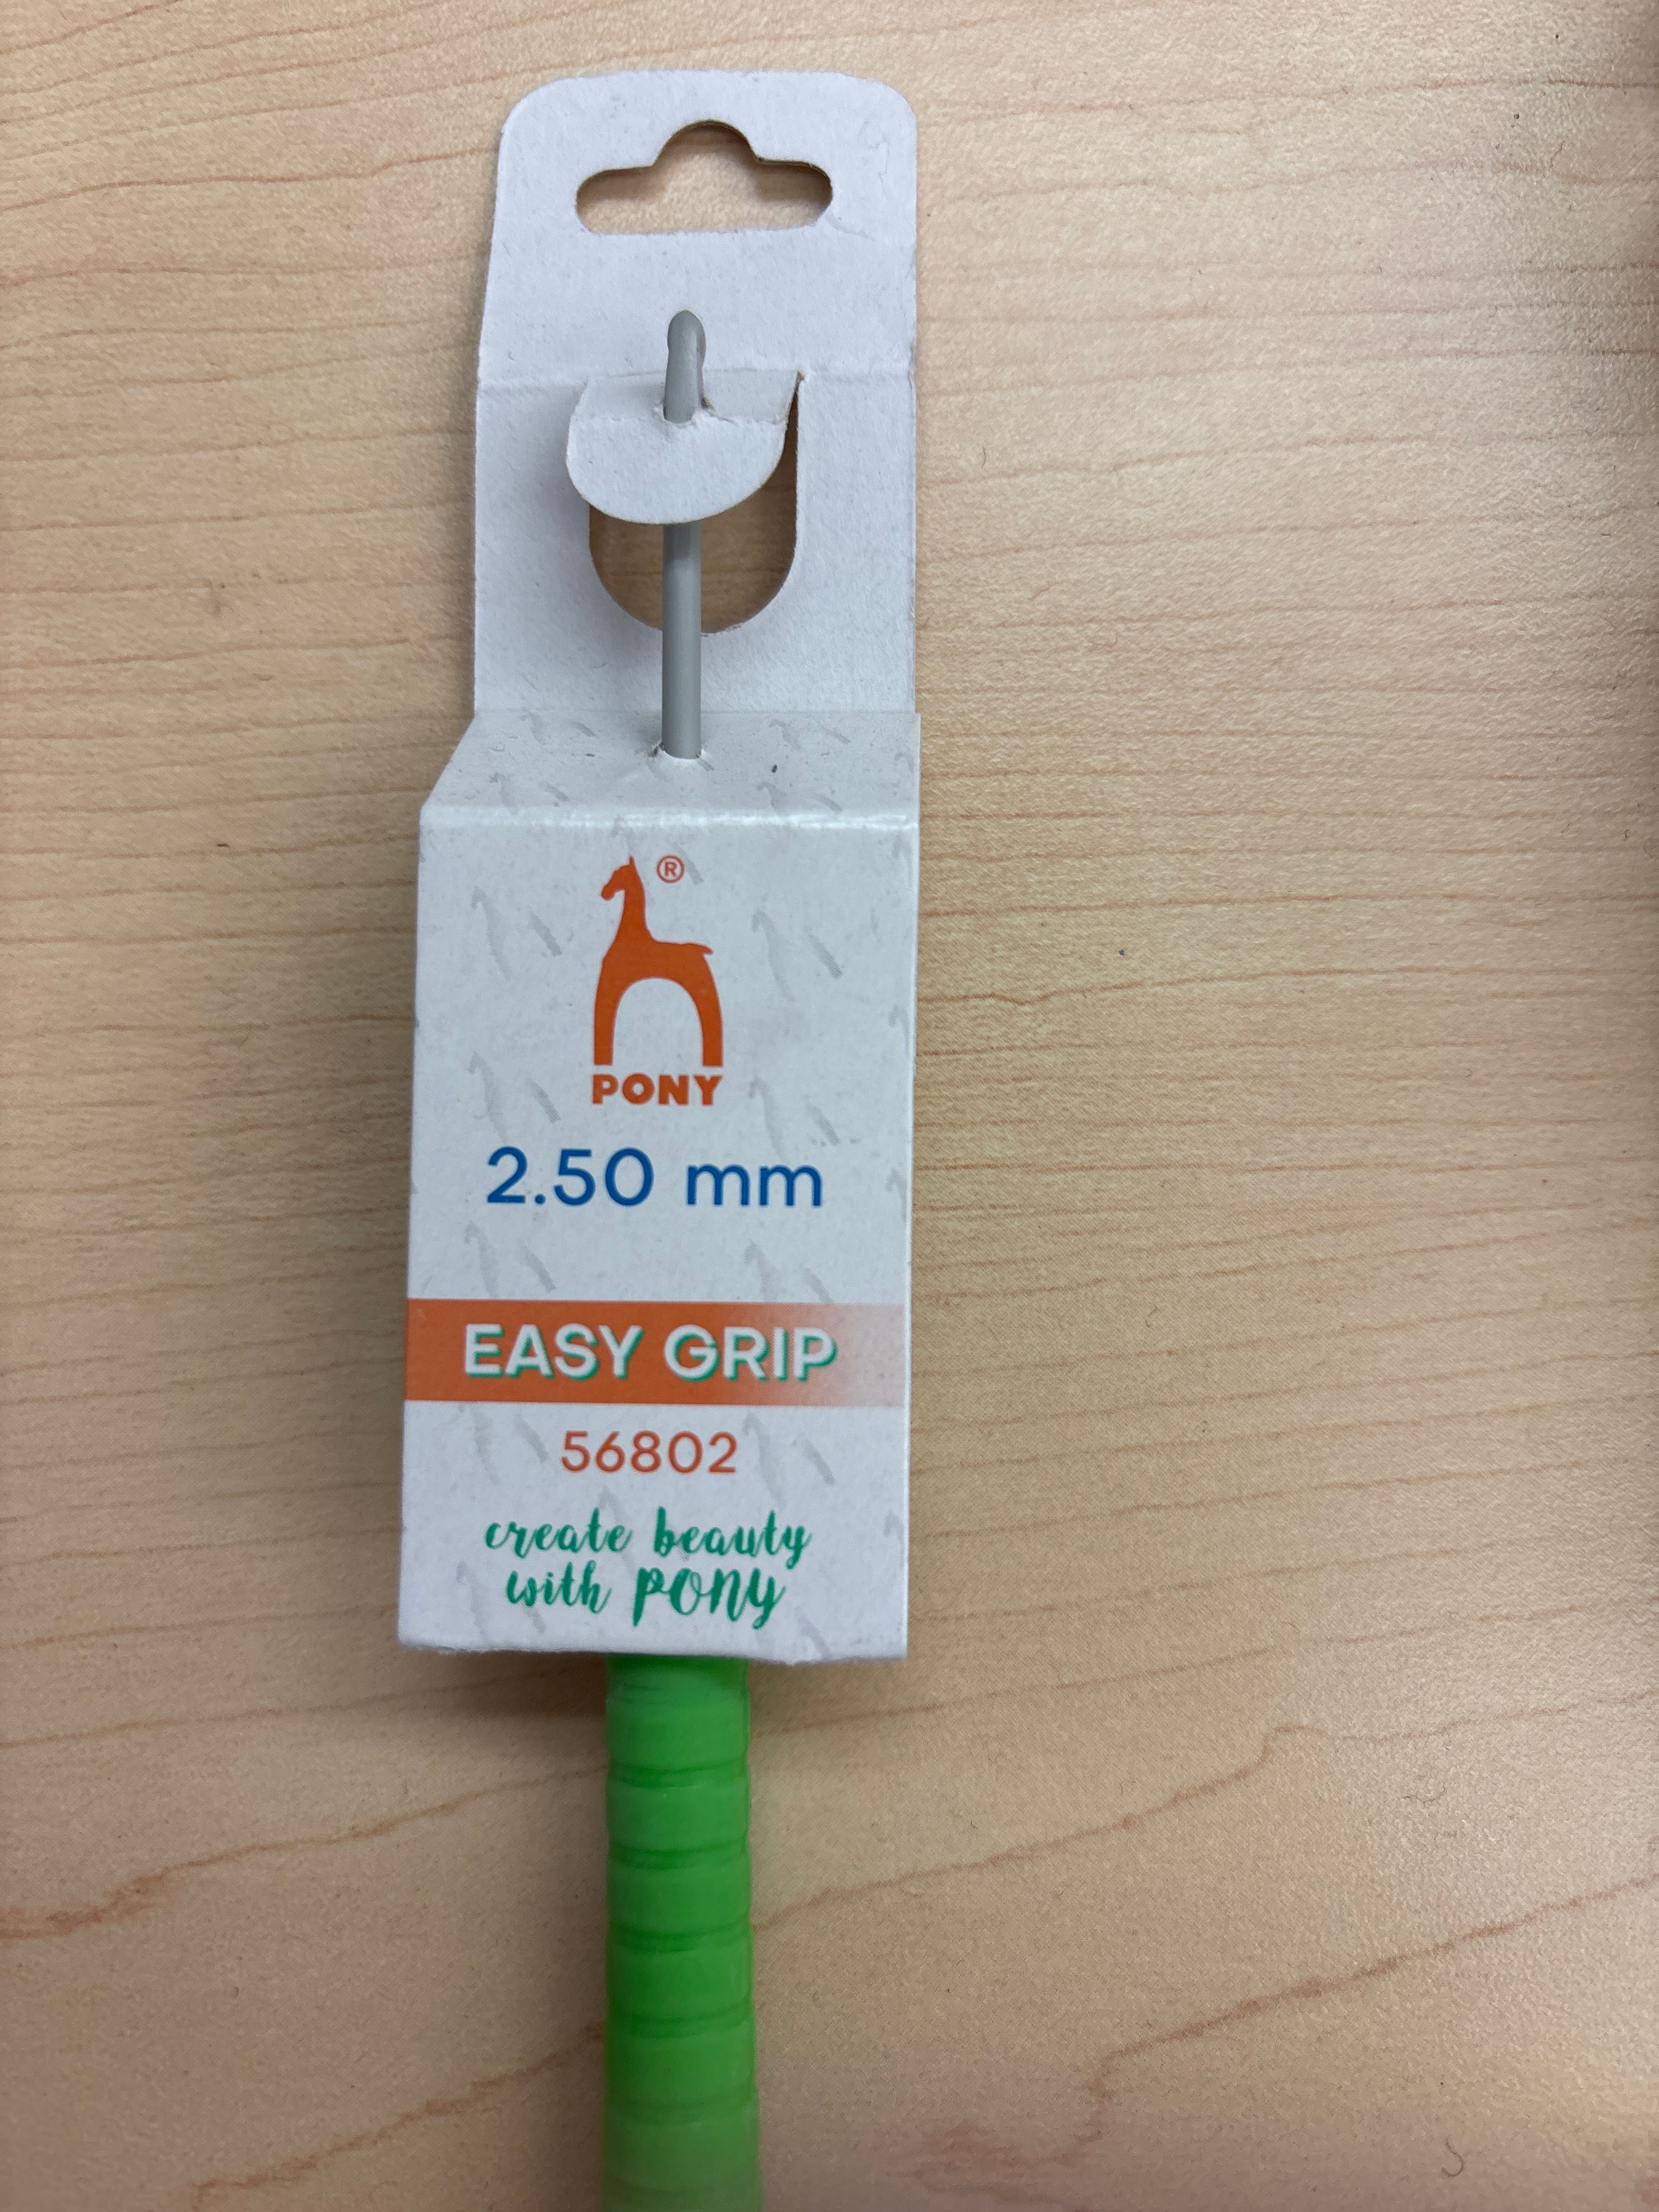 ®
PONY
2.50 mm
EASY GRIP
56802
create beauty
with PONY